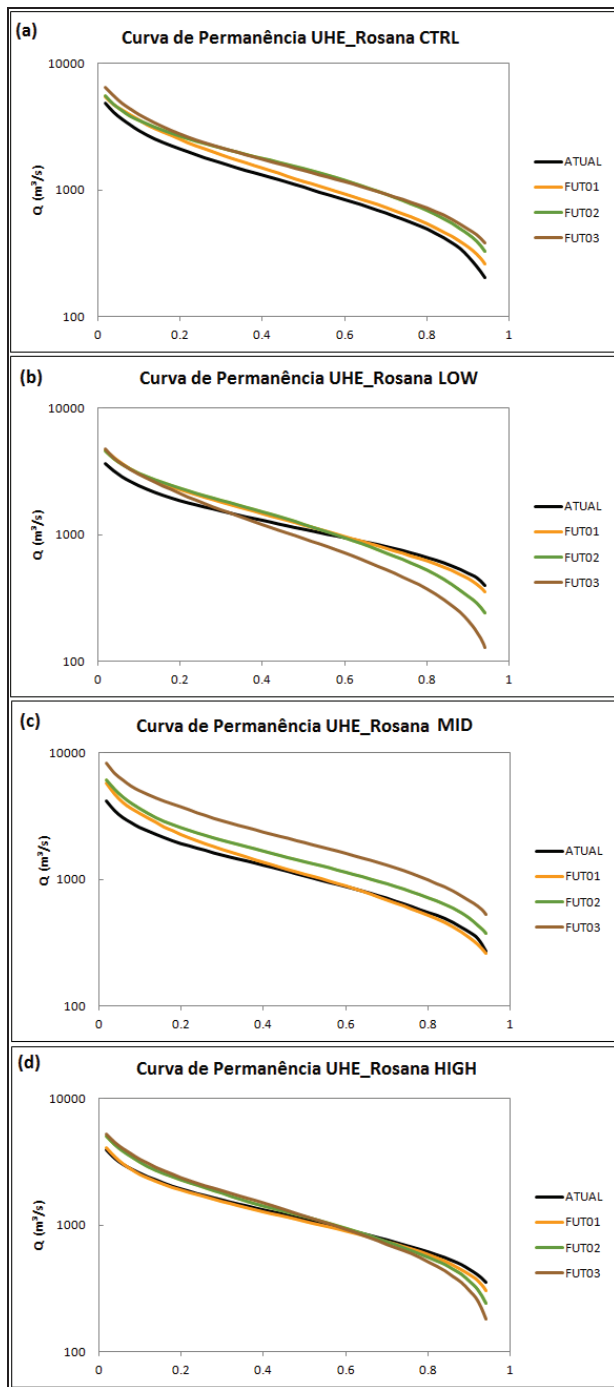 (a)
Curva de Permanência UHE_Rosana CTRL
10000
1000
100
Q (m³/s)
0 0.2 0.4 0.6 0.8 1
ATUAL
FUT01
FUT02
FUT03
(b)
Curva de Permanência UHE_Rosana LOW
10000
1000
100
Q (m³/s)
0 0.2 0.4 0.6 0.8 1
ATUAL
FUT01
FUT02
FUT03
(c)
Curva de Permanência UHE_Rosana MID
10000
1000
100
Q (m³/s)
0 0.2 0.4 0.6 0.8 1
ATUAL
FUT01
FUT02
FUT03
(d)
Curva de Permanência UHE_Rosana HIGH
10000
1000
100
Q (m³/s)
0 0.2 0.4 0.6 0.8 1
ATUAL
FUT01
FUT02
FUT03